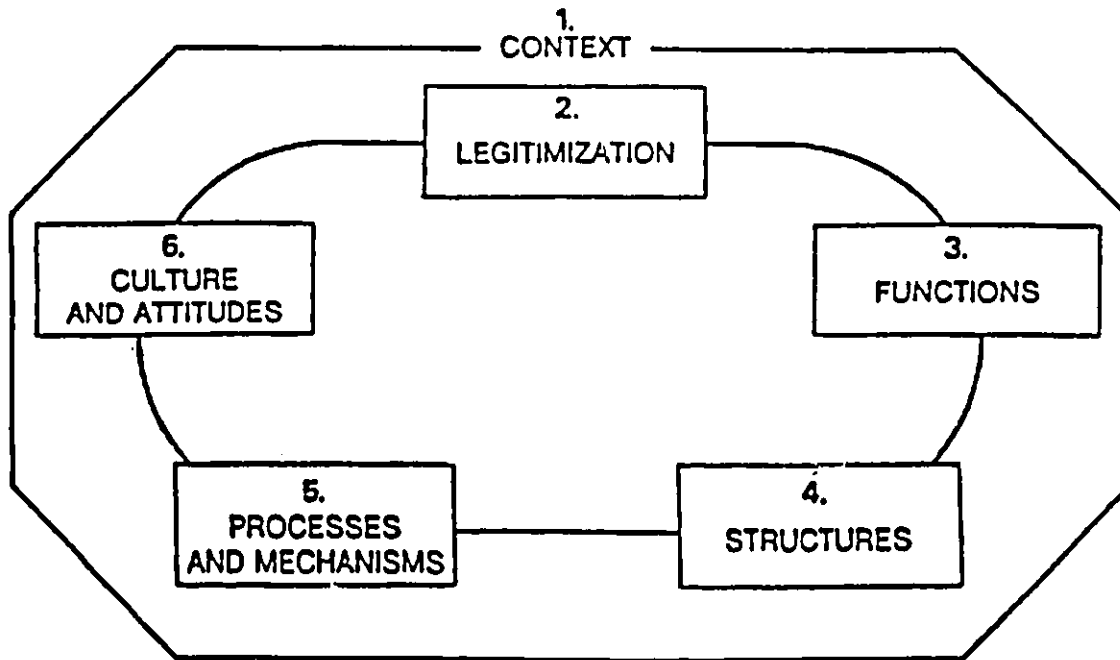 1.
CONTEXT
2.
LEGITIMIZATION
3.
FUNCTIONS
4.
STRUCTURES
5.
PROCESSES
AND MECHANISMS
6.
CULTURE
AND ATTITUDES